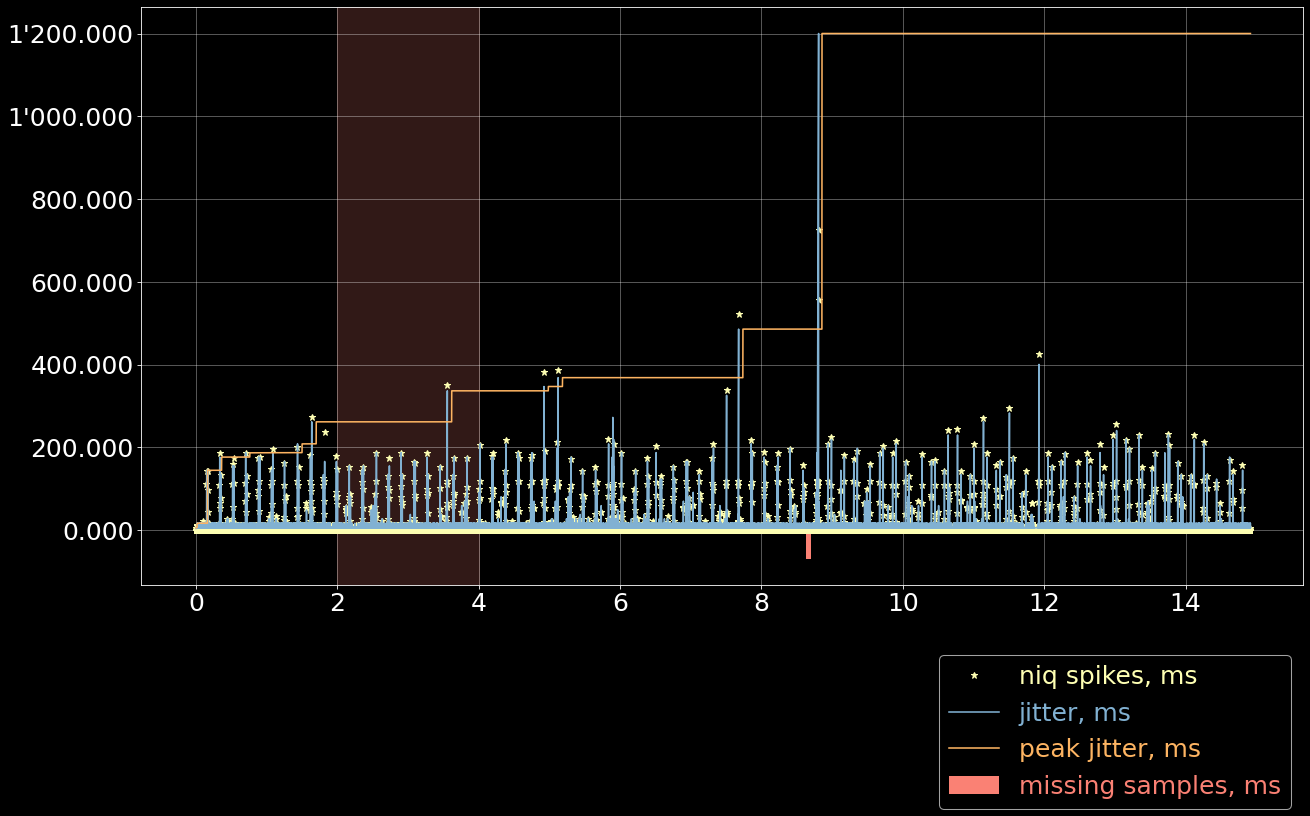 1'200.000
1'000.000
800.000
600.000
400.000
200.000
0.000
0 2 4 6 8 10 12 14
niq spikes, ms
jitter, ms
peak jitter, ms
missing samples, ms